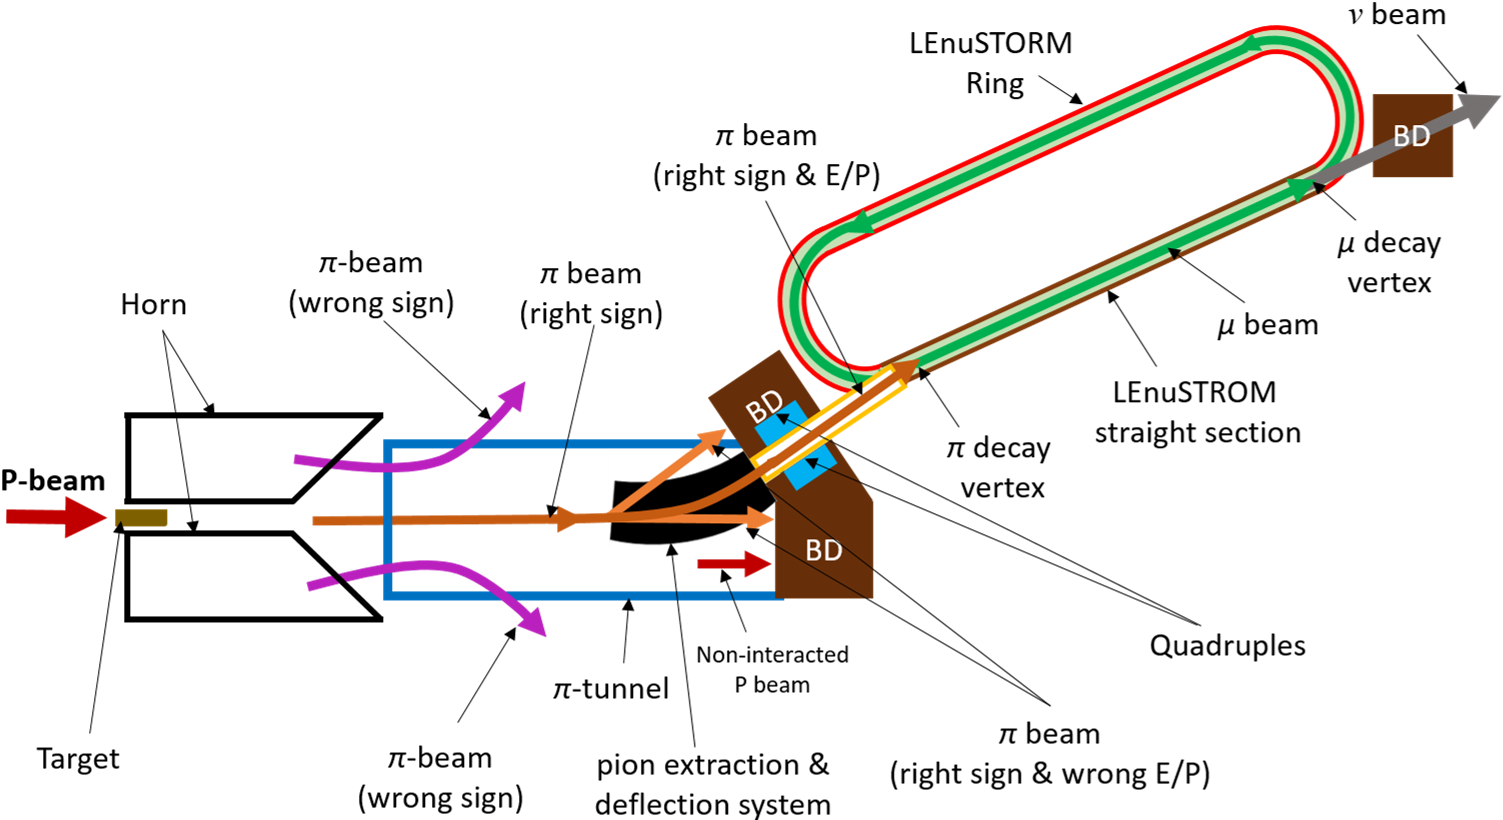 ν beam
LEnuSTORM
Ring
BD
π beam
(right sign & E/P)
μ decay
vertex
μ beam
π-beam
(wrong sign)
π beam
(right sign)
Horn
LEnuSTROM
straight section
BD
π decay
vertex
P-beam
BD
Quadruples
Non-interacted
P beam
π-tunnel
Target
π-beam
(wrong sign)
pion extraction &
deflection system
π beam
(right sign & wrong E/P)